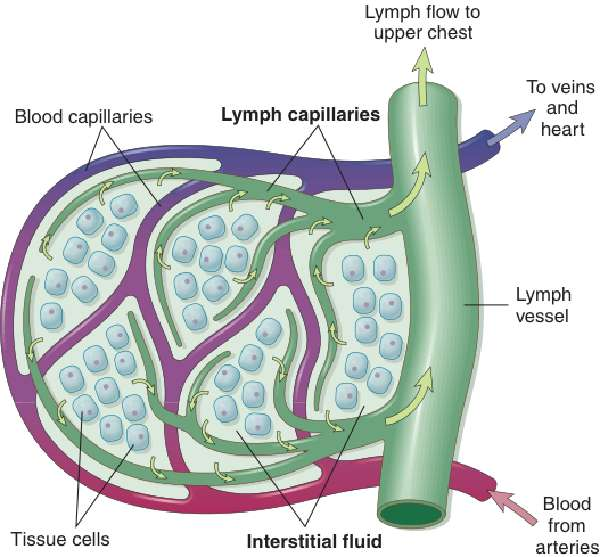 Lymph flow to
upper chest
To veins
and
heart
Blood capillaries
Lymph capillaries
Lymph
vessel
Tissue cells
Interstitial fluid
Blood
from
arteries